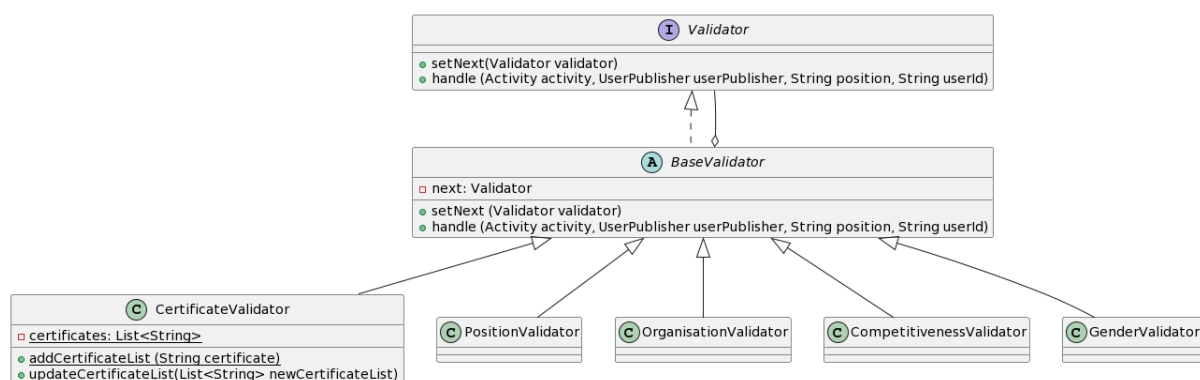 I Validator
setNext(Validator validator)
handle (Activity activity, UserPublisher userPublisher, String position, String userId)
A BaseValidator
next: Validator
setNext (Validator validator)
handle (Activity activity, UserPublisher userPublisher, String position, String userId)
C CertificateValidator
certificates: List<String>
addCertificateList (String certificate)
updateCertificateList(List<String> newCertificateList)
C PositionValidator
C OrganisationValidator
C CompetitivenessValidator
C GenderValidator